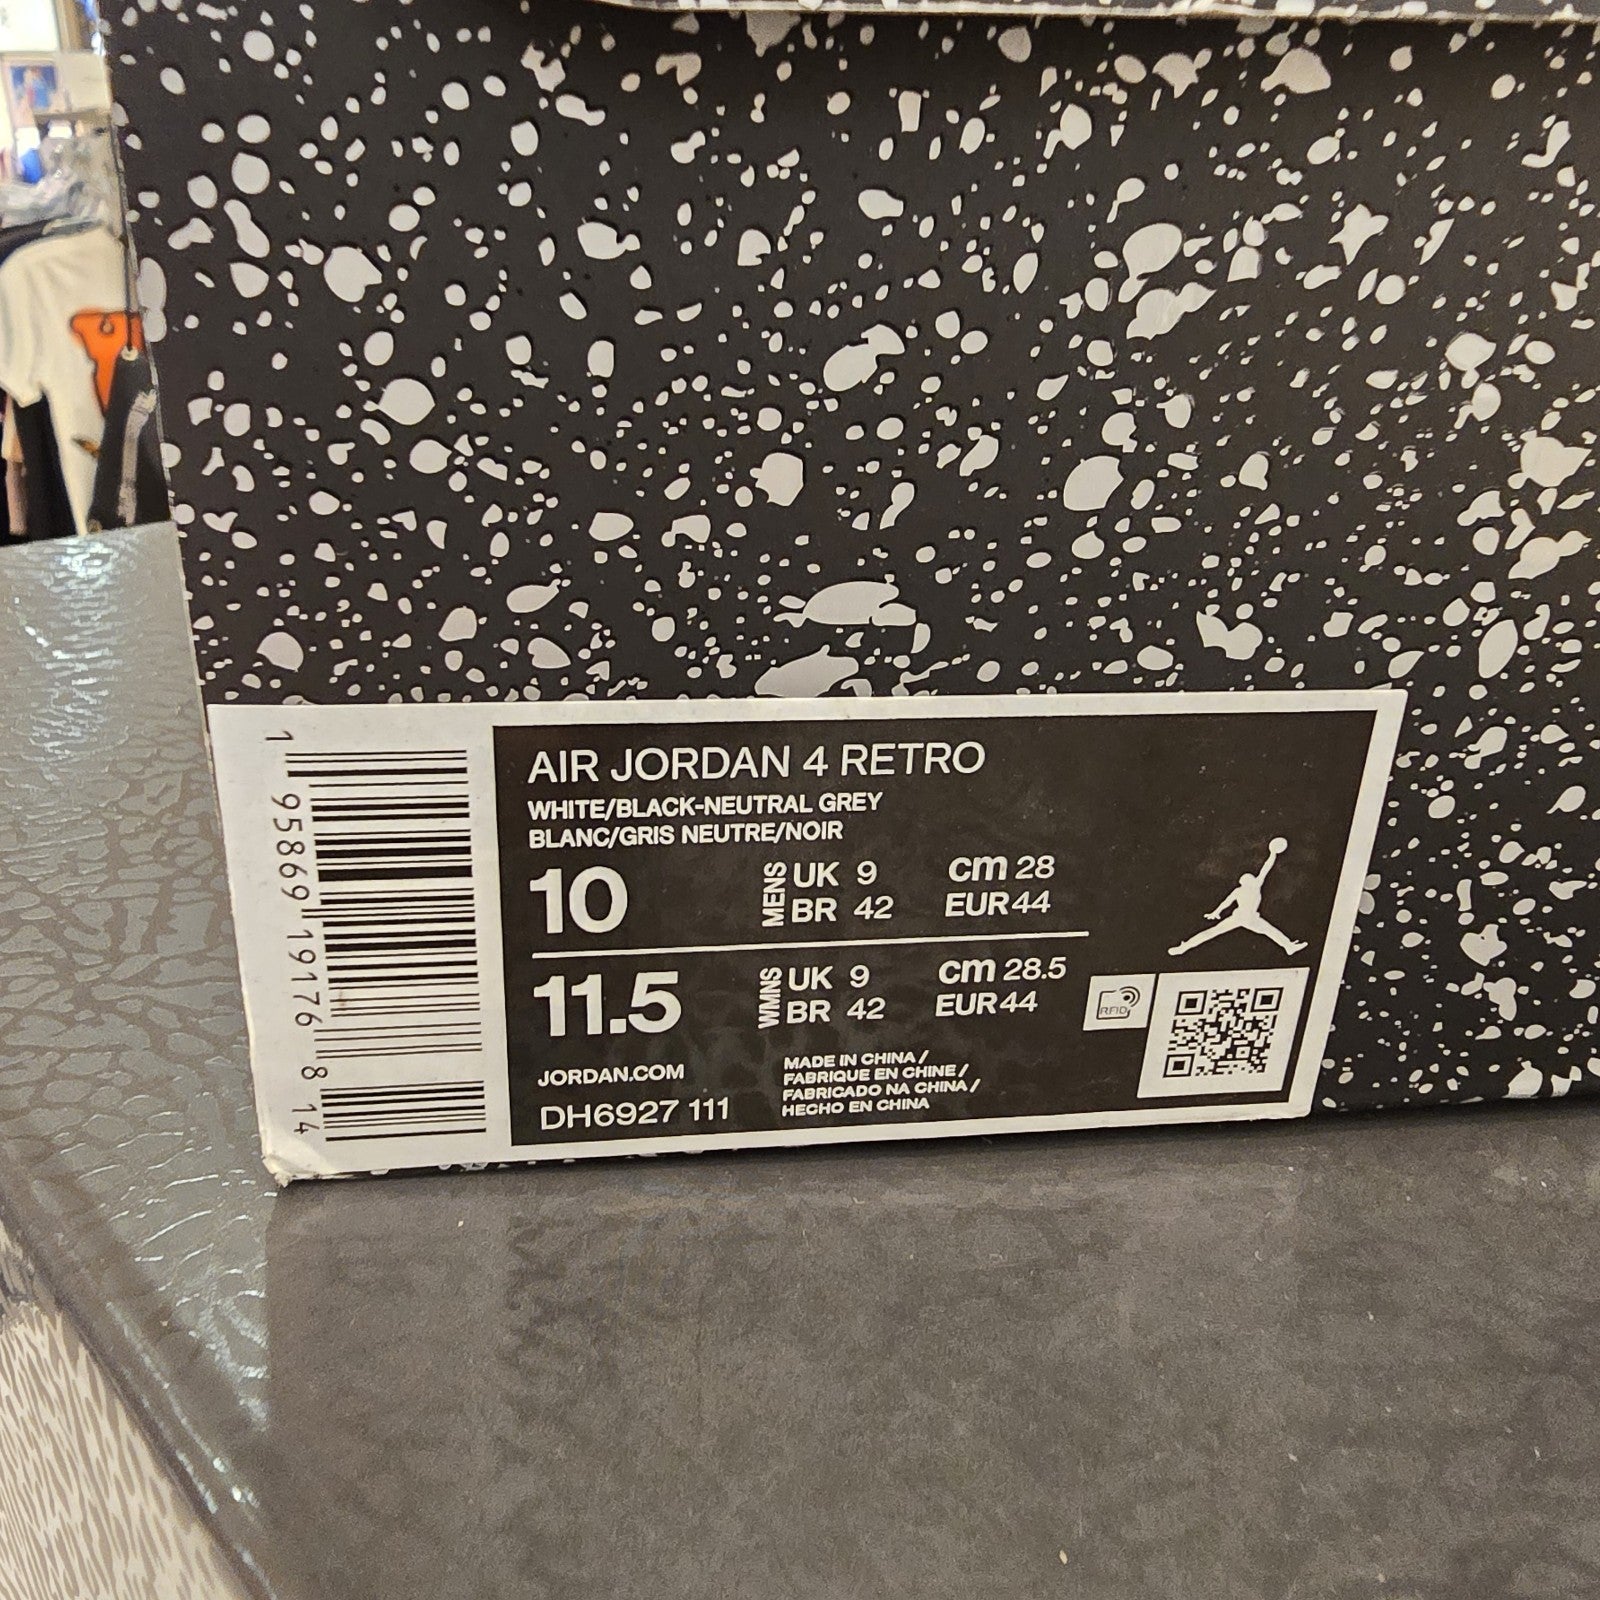 AIR JORDAN 4 RETRO
WHITE/BLACK-NEUTRAL GREY
BLANC/GRIS NEUTRE/NOIR
10
MENS
UK 9
cm 28
BR 42
EUR 44
11.5
WMNS
UK 9
cm 28.5
BR 42
EUR 44
RFID
JORDAN.COM
DH6927 111
MADE IN CHINA /
FABRIQUE EN CHINE /
FABRICADO NA CHINA /
HECHO EN CHINA
1 95869 19176 8 14